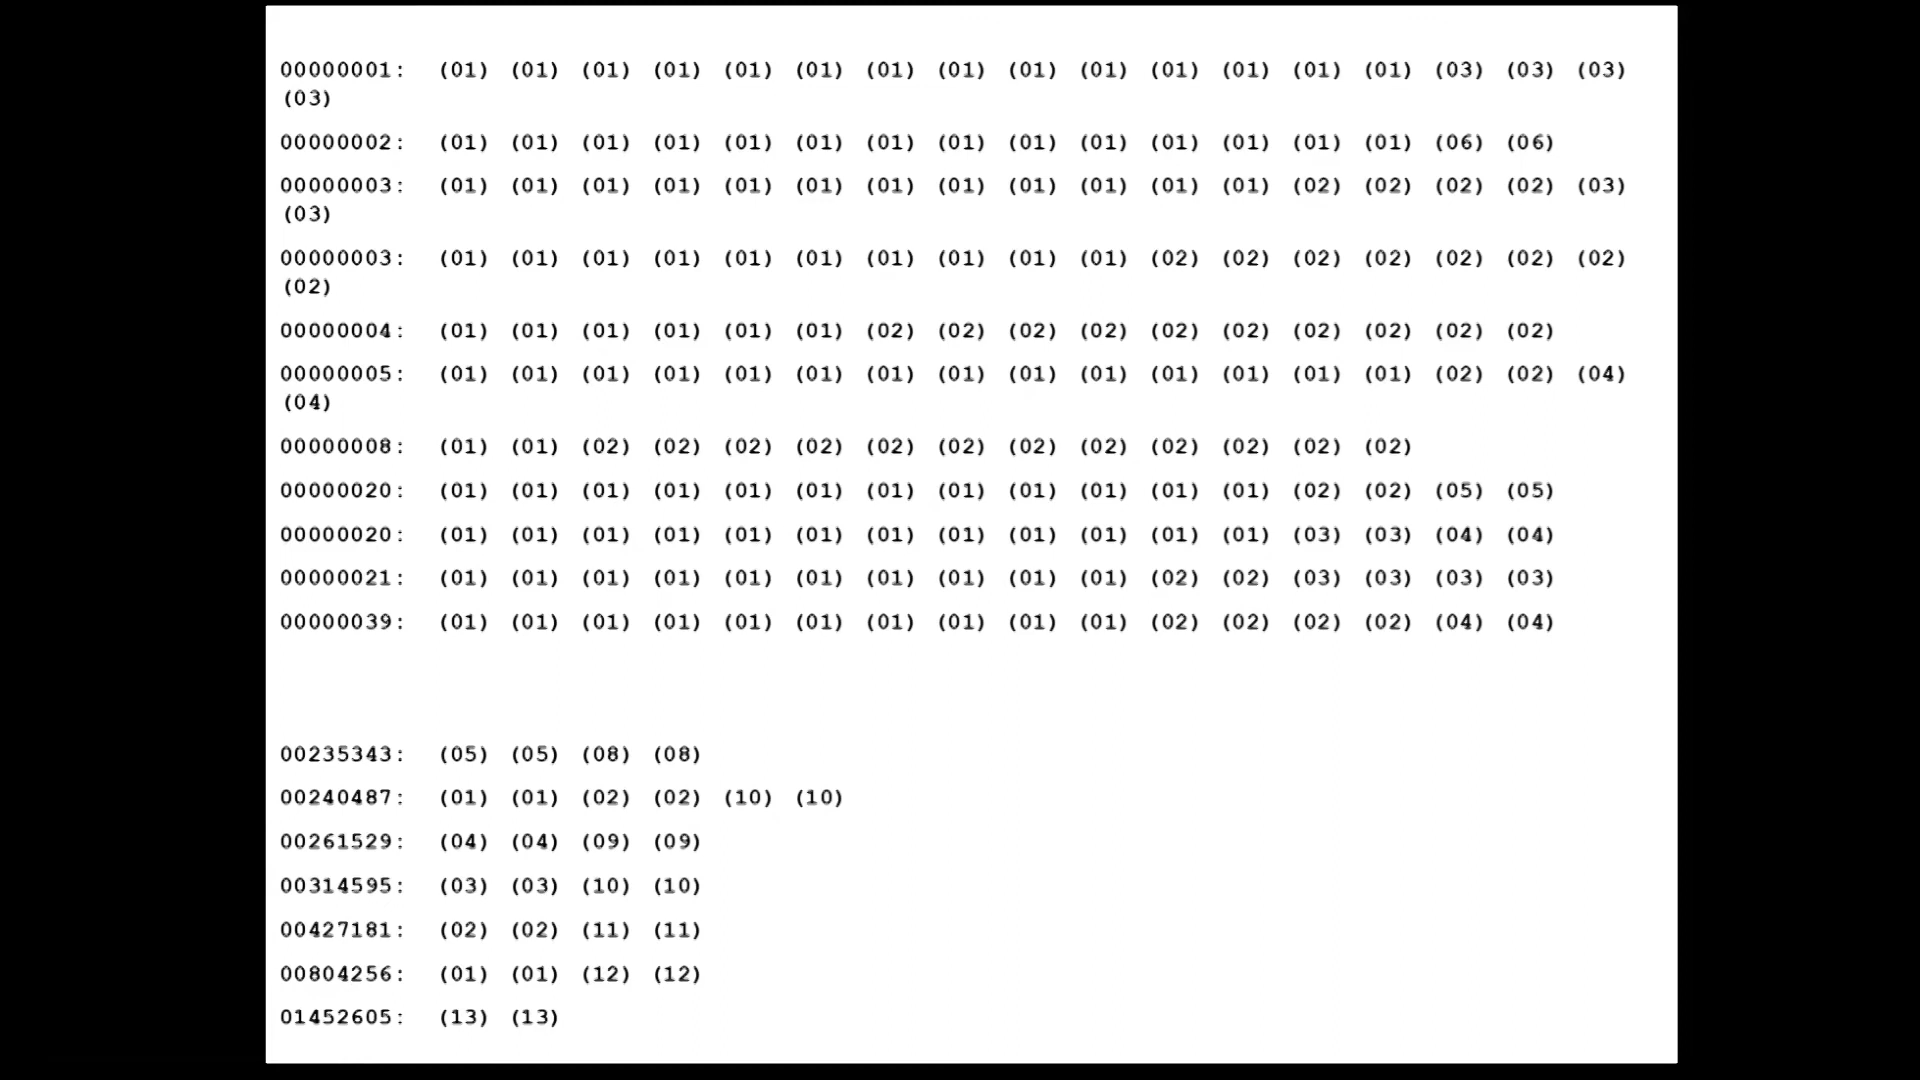 00000001: (01) (01) (01) (01) (01) (01) (01) (01) (01) (01) (01) (01) (01) (01) (03) (03) (03)
(03)
00000002: (01) (01) (01) (01) (01) (01) (01) (01) (01) (01) (01) (01) (01) (01) (06) (06)
00000003: (01) (01) (01) (01) (01) (01) (01) (01) (01) (01) (01) (01) (02) (02) (02) (02) (03)
(03)
00000003: (01) (01) (01) (01) (01) (01) (01) (01) (01) (01) (02) (02) (02) (02) (02) (02) (02)
(02)
00000004: (01) (01) (01) (01) (01) (01) (02) (02) (02) (02) (02) (02) (02) (02) (02) (02)
00000005: (01) (01) (01) (01) (01) (01) (01) (01) (01) (01) (01) (01) (01) (01) (02) (02) (04)
(04)
00000008: (01) (01) (02) (02) (02) (02) (02) (02) (02) (02) (02) (02) (02) (02)
00000020: (01) (01) (01) (01) (01) (01) (01) (01) (01) (01) (01) (01) (02) (02) (05) (05)
00000020: (01) (01) (01) (01) (01) (01) (01) (01) (01) (01) (01) (01) (03) (03) (04) (04)
00000021: (01) (01) (01) (01) (01) (01) (01) (01) (01) (01) (02) (02) (03) (03) (03) (03)
00000039: (01) (01) (01) (01) (01) (01) (01) (01) (01) (01) (02) (02) (02) (02) (04) (04)
00235343: (05) (05) (08) (08)
00240487: (01) (01) (02) (02) (10) (10)
00261529: (04) (04) (09) (09)
00314595: (03) (03) (10) (10)
00427181: (02) (02) (11) (11)
00804256: (01) (01) (12) (12)
01452605: (13) (13)